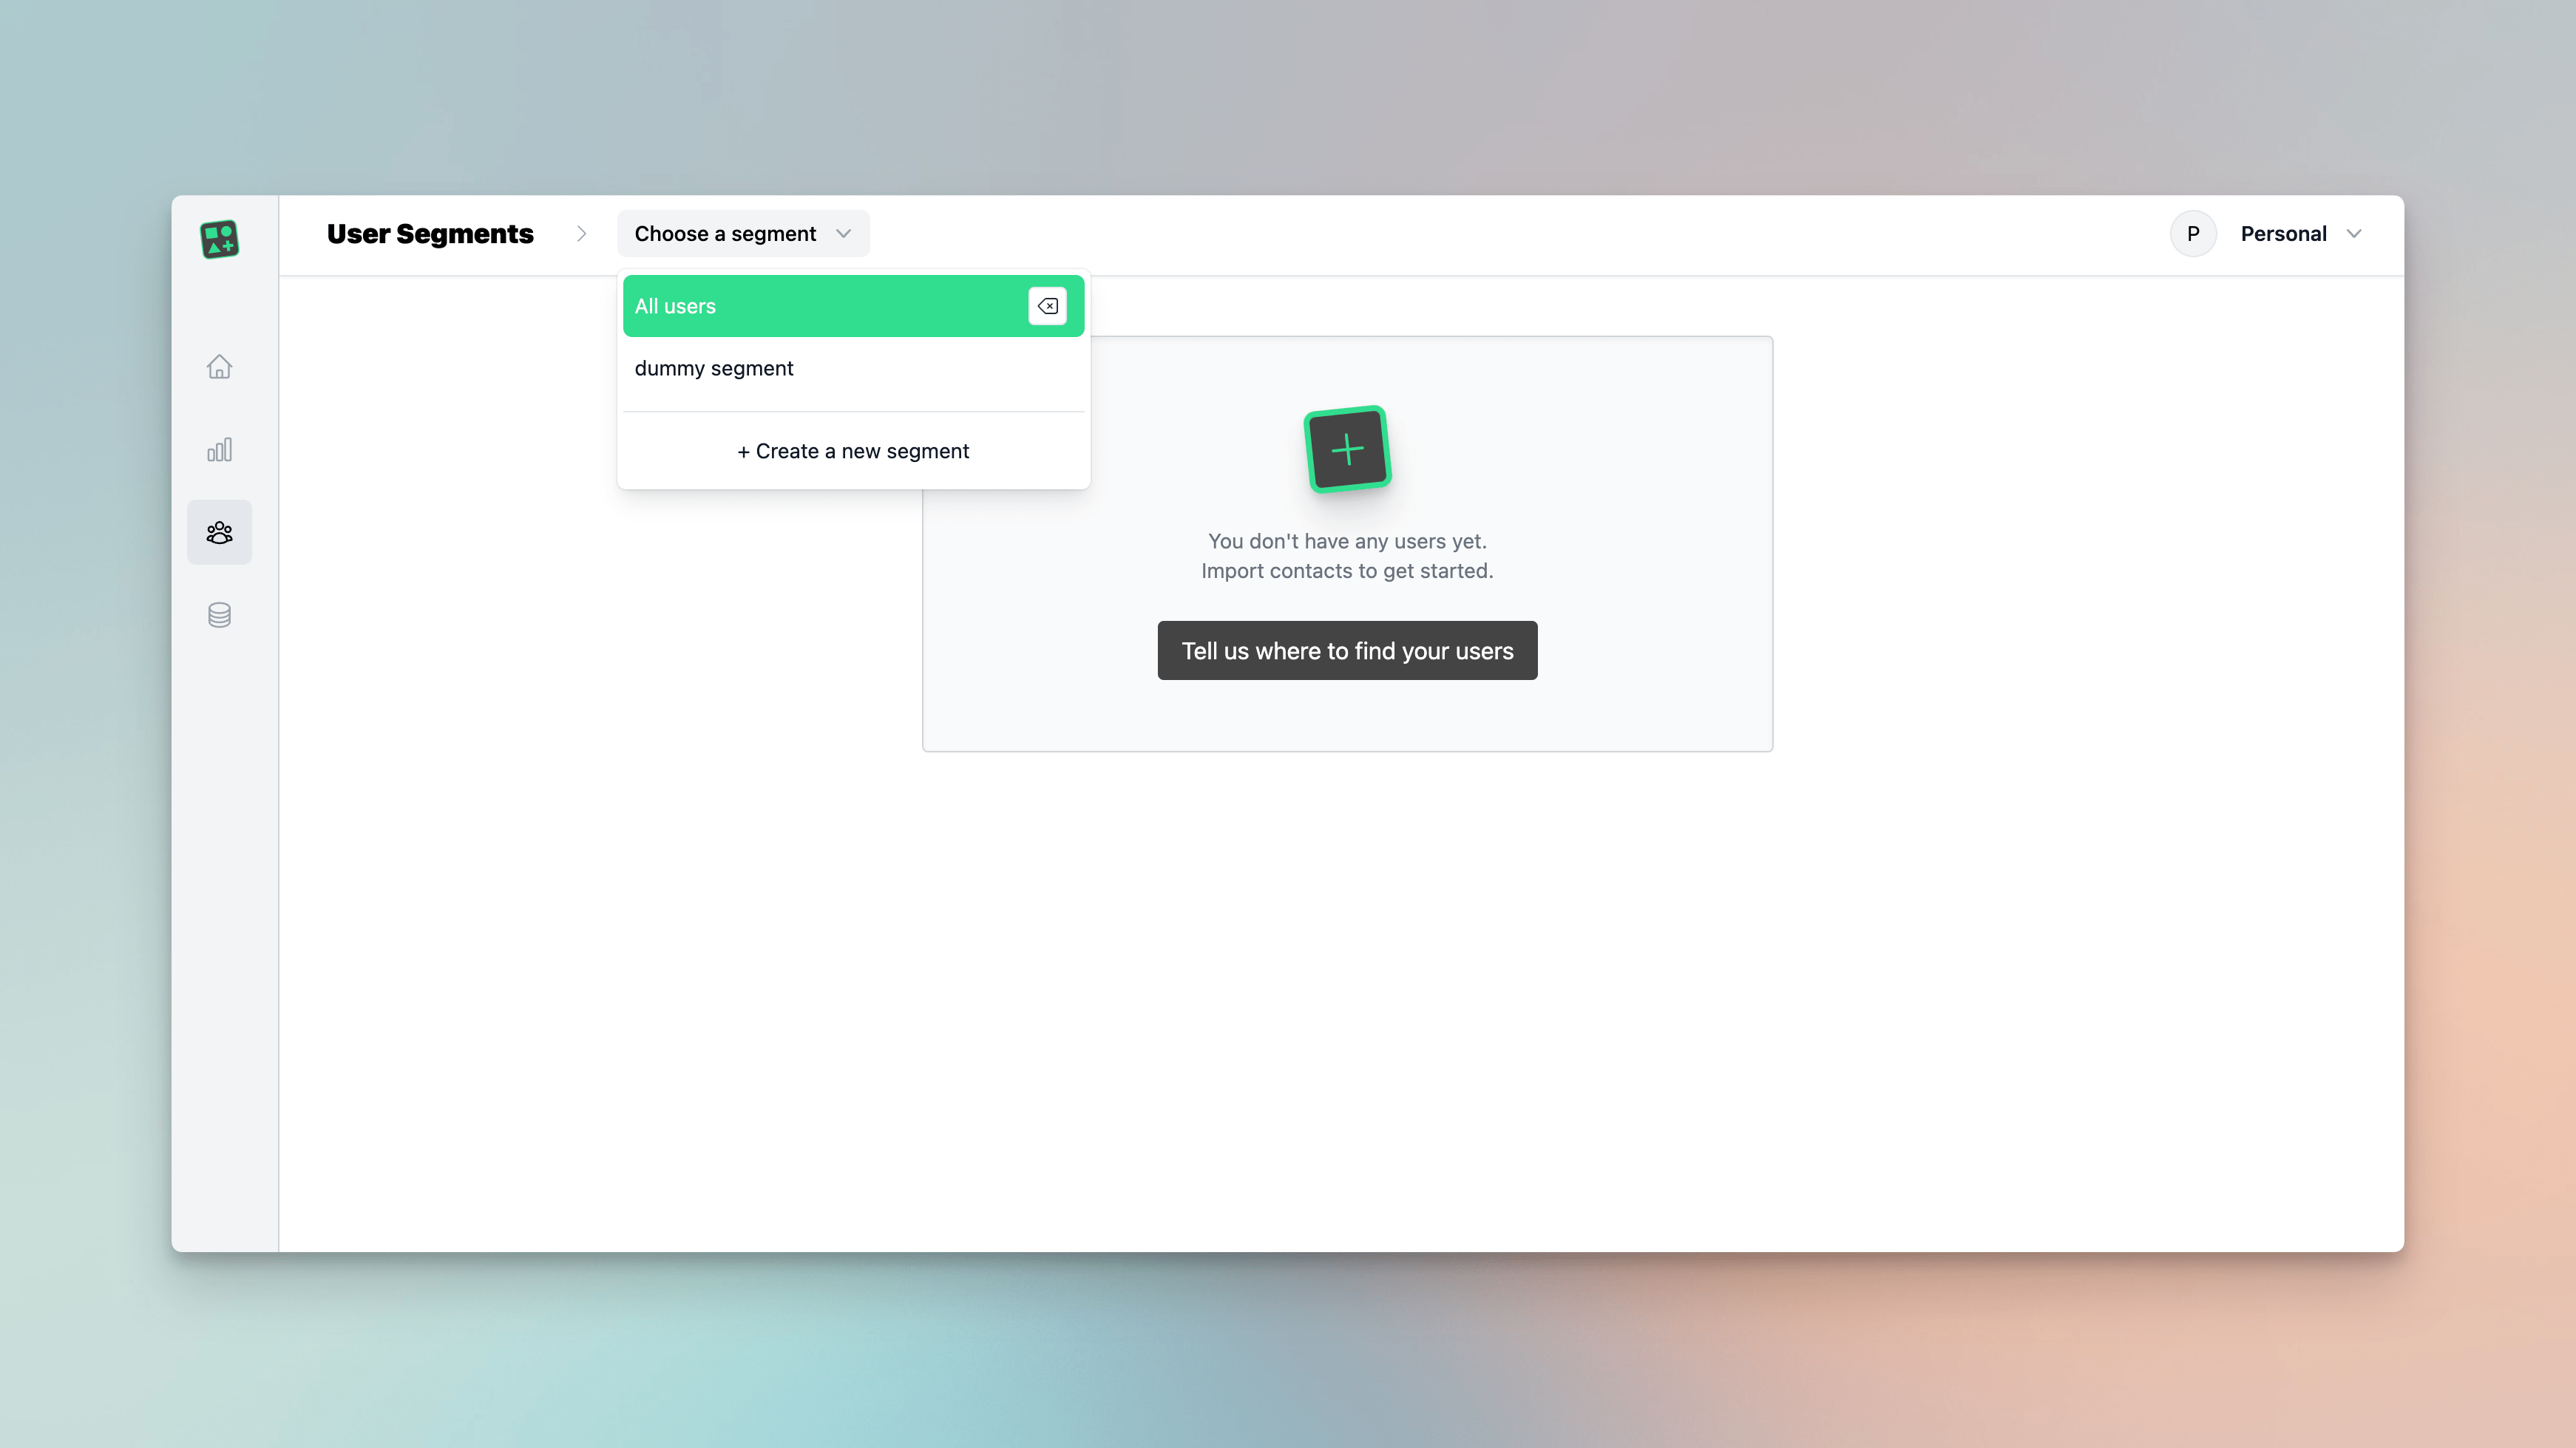 User Segments
Choose a segment
P
Personal
All users
dummy segment
+ Create a new segment
You don't have any users yet.
Import contacts to get started.
Tell us where to find your users